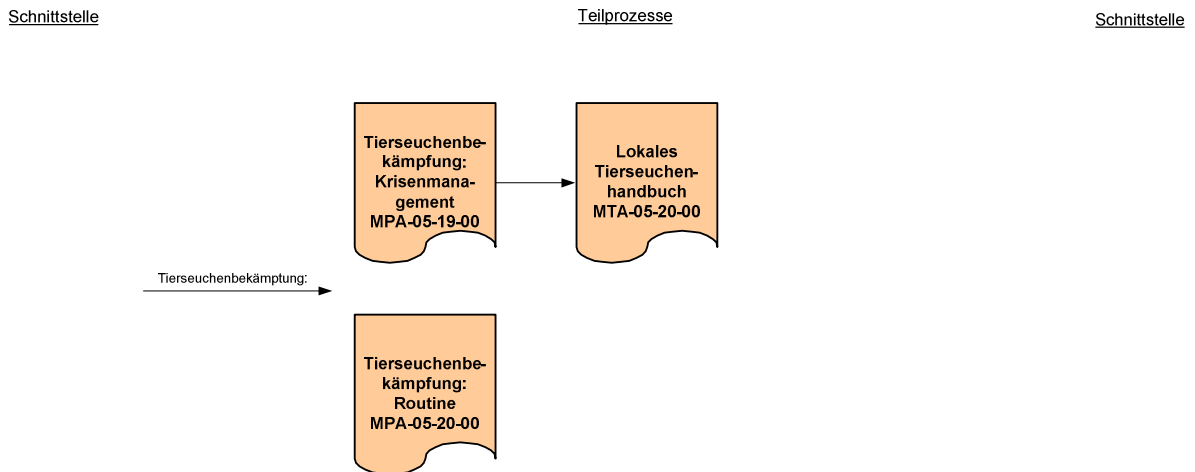 Schnittstelle
Teilprozesse
Schnittstelle
Tierseuchenbe-
kämpfung:
Krisenmana-
gement
MPA-05-19-00
Lokales
Tierseuchen-
handbuch
MTA-05-20-00
Tierseuchenbekämptung:
Tierseuchenbe-
kämpfung:
Routine
MPA-05-20-00